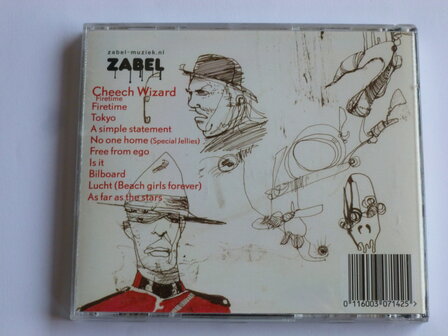 zabel-muziek.nl
ZABEL
Cheech Wizard
Firetime
Firetime
Tokyo
A simple statement
No one home (Special Jellies)
Free from ego
Is it
Bilboard
Lucht (Beach girls forever)
As far as the stars
0 116003 071425 >